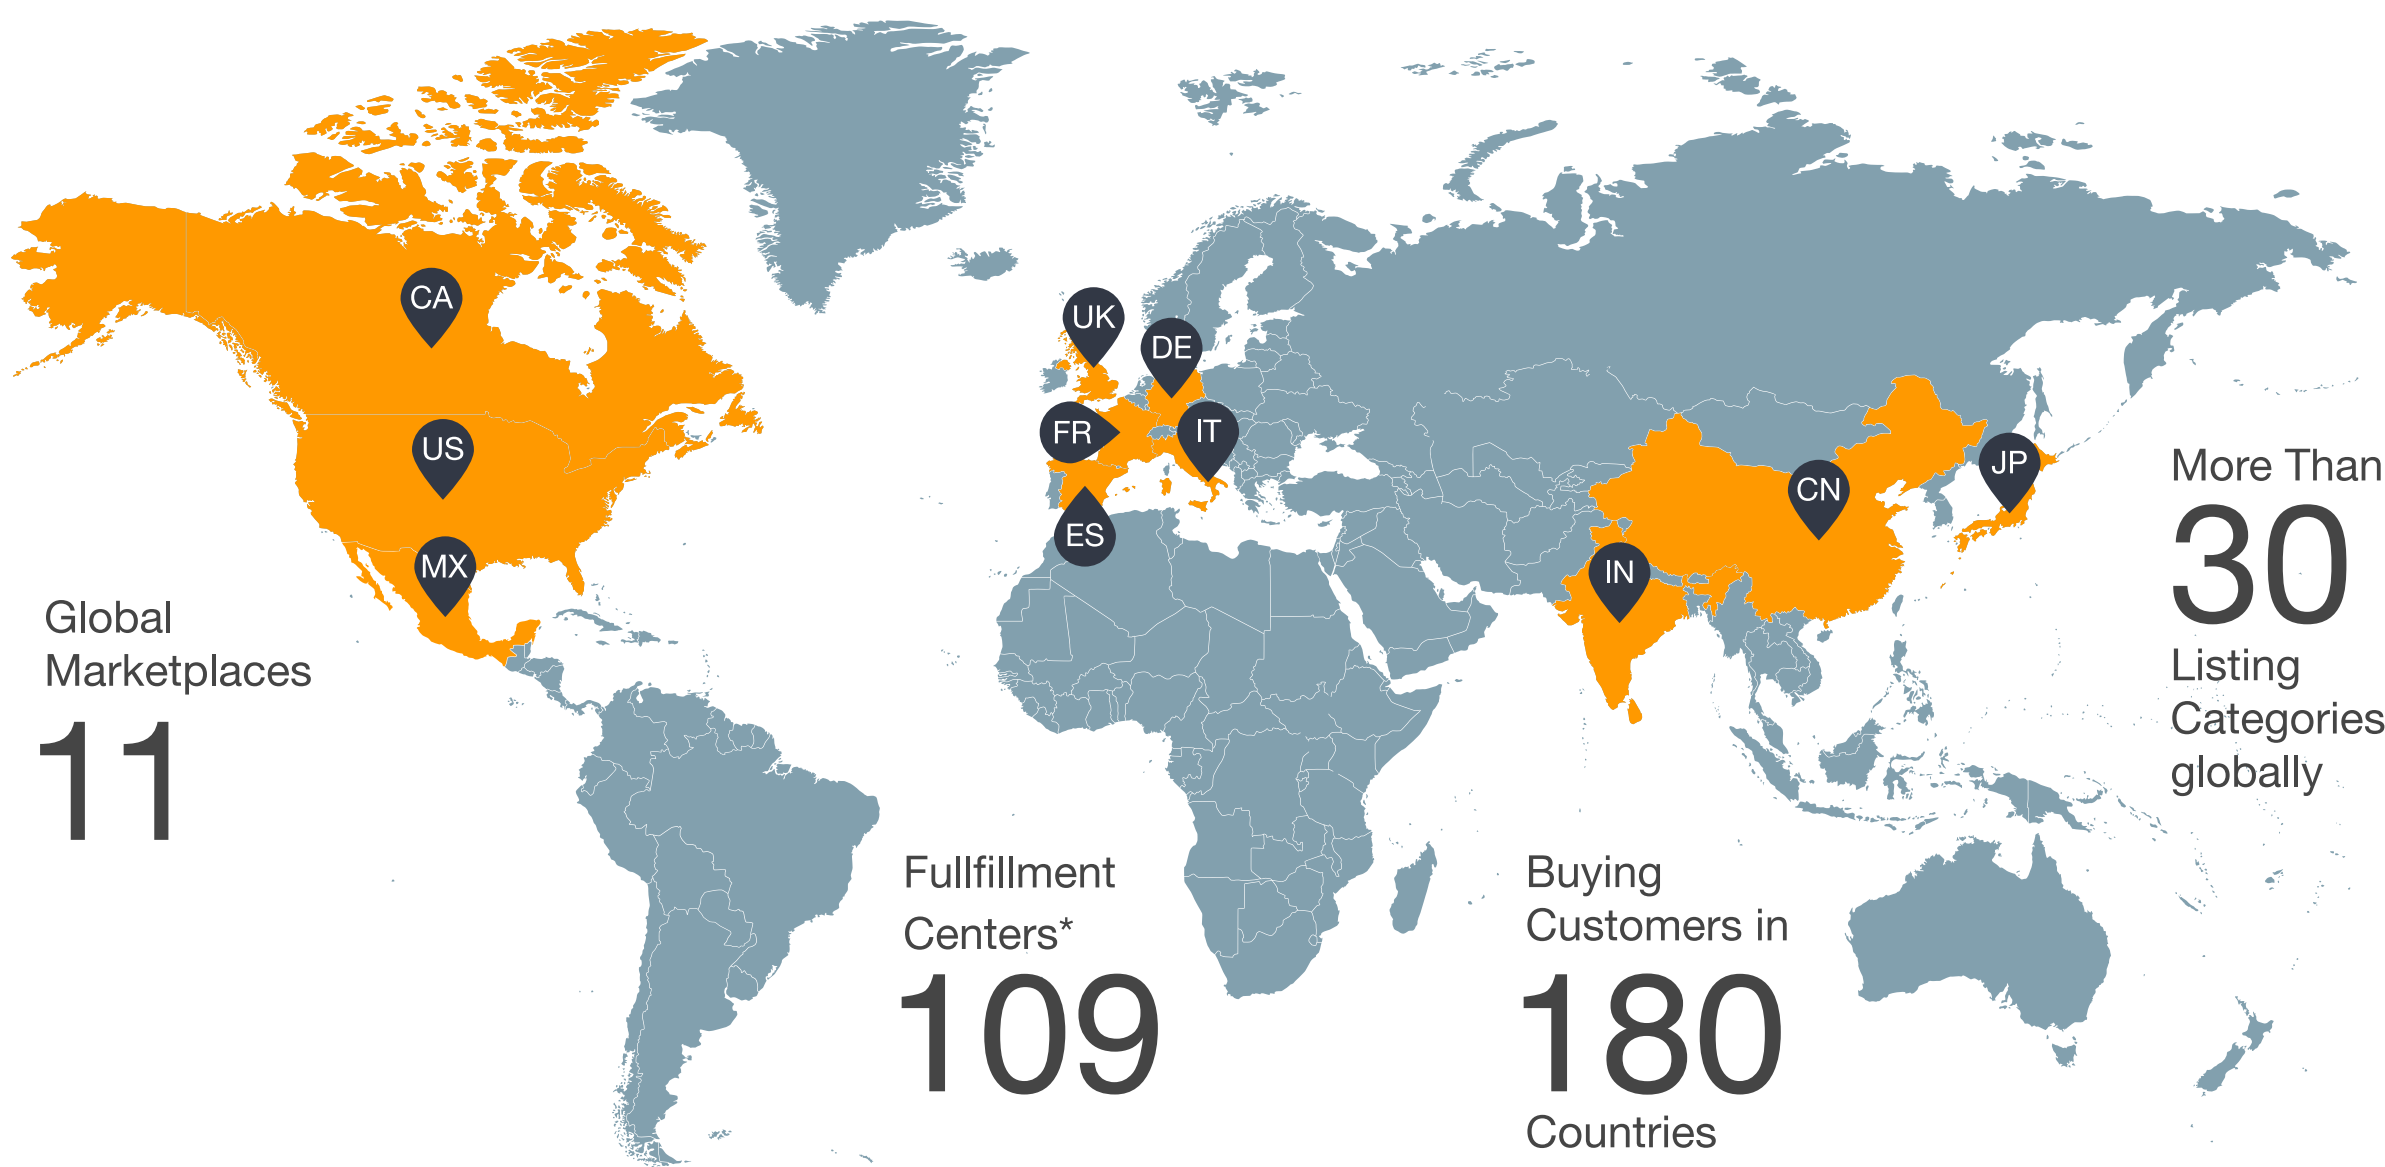 CA
US
MX
UK
DE
FR
IT
ES
IN
CN
JP
Global
Marketplaces
11
Fullfillment
Centers*
109
Buying
Customers in
180
Countries
More Than
30
Listing
Categories
globally